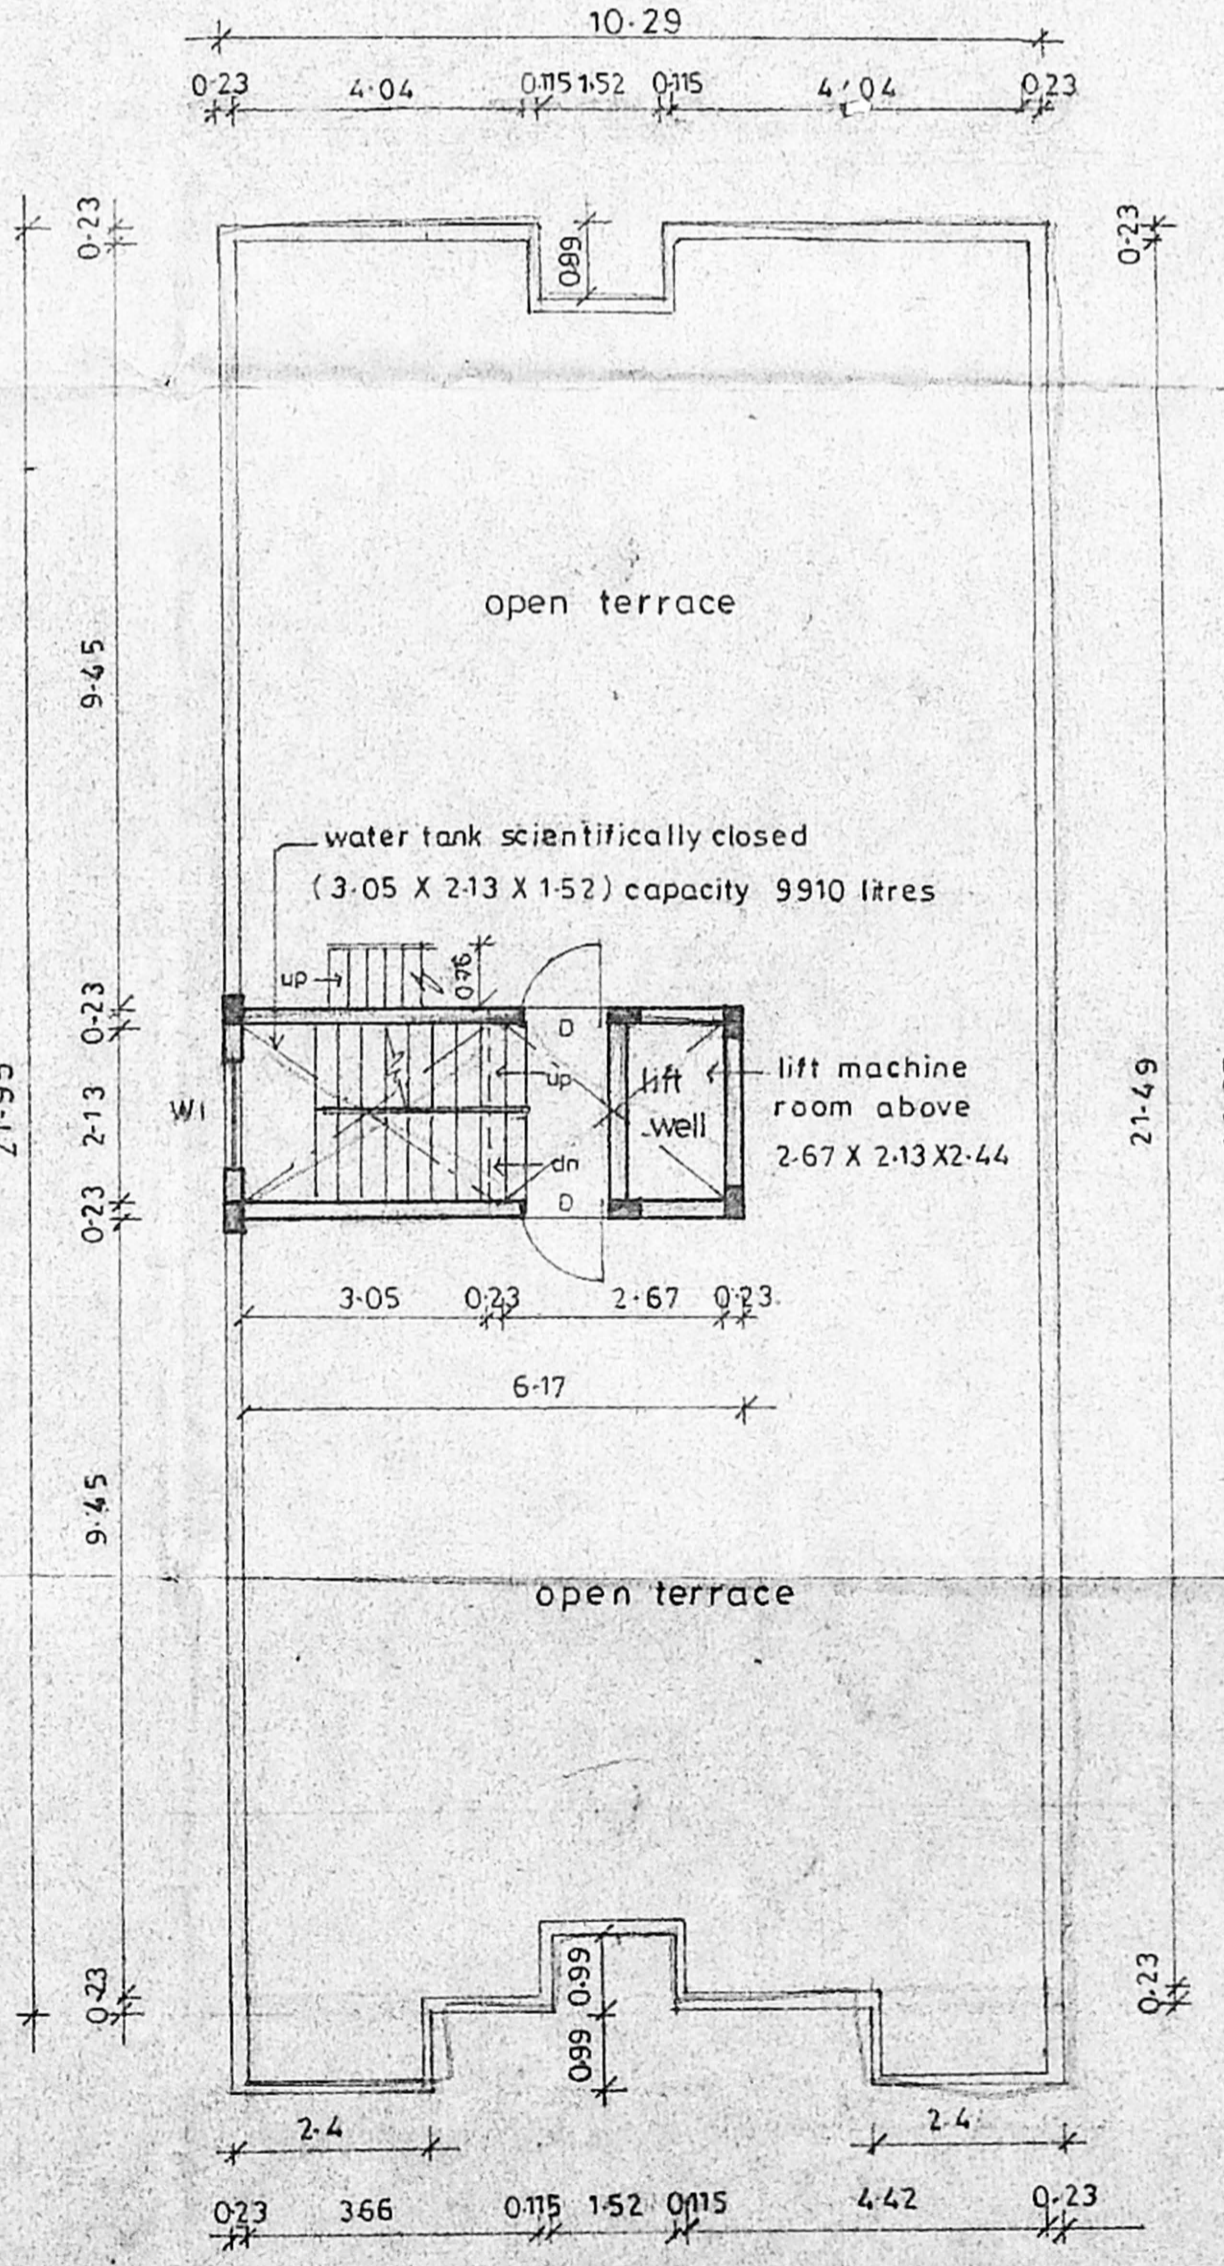 10·29
0·23 4·04 0·115 1·52 0·115 4·04 0·23
0·23
0·23
0·89
open terrace
9·45
water tank scientifically closed
(3·05 X 2·13 X 1·52) capacity 9910 litres
up
0·23
D
up
lift
well
lift machine
room above
2·67 X 2·13 X 2·44
W1
2·13
21·49
dn
D
0·23
3·05 0·23 2·67 0·23
6·17
9·45
open terrace
0·99
0·23
0·23
0·99
2·4
2·4
0·23 3·66 0·115 1·52 0·115 4·42 0·23